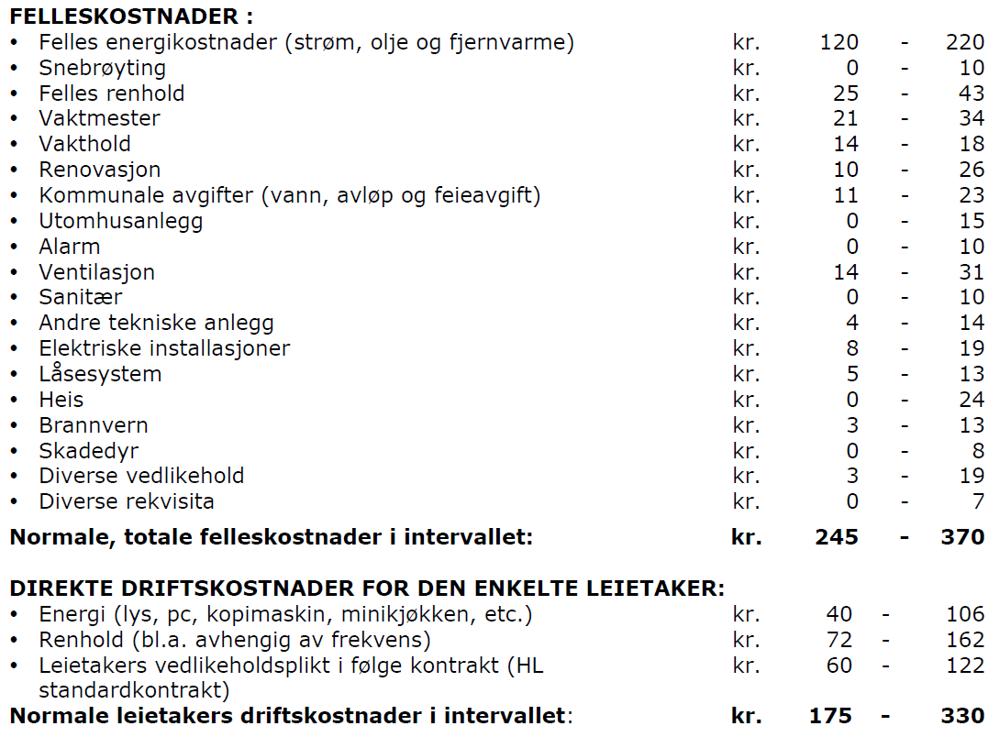 FELLESKOSTNADER :
• Felles energikostnader (strøm, olje og fjernvarme) kr. 120 - 220
• Snebrøyting kr. 0 - 10
• Felles renhold kr. 25 - 43
• Vaktmester kr. 21 - 34
• Vakthold kr. 14 - 18
• Renovasjon kr. 10 - 26
• Kommunale avgifter (vann, avløp og feieavgift) kr. 11 - 23
• Utomhusanlegg kr. 0 - 15
• Alarm kr. 0 - 10
• Ventilasjon kr. 14 - 31
• Sanitær kr. 0 - 10
• Andre tekniske anlegg kr. 4 - 14
• Elektriske installasjoner kr. 8 - 19
• Låsesystem kr. 5 - 13
• Heis kr. 0 - 24
• Brannvern kr. 3 - 13
• Skadedyr kr. 0 - 8
• Diverse vedlikehold kr. 3 - 19
• Diverse rekvisita kr. 0 - 7
Normale, totale felleskostnader i intervallet: kr. 245 - 370
DIREKTE DRIFTSKOSTNADER FOR DEN ENKELTE LEIETAKER:
• Energi (lys, pc, kopimaskin, minikjøkken, etc.) kr. 40 - 106
• Renhold (bl.a. avhengig av frekvens) kr. 72 - 162
• Leietakers vedlikeholdsplikt i følge kontrakt (HL kr. 60 - 122
standardkontrakt)
Normale leietakers driftskostnader i intervallet: kr. 175 - 330